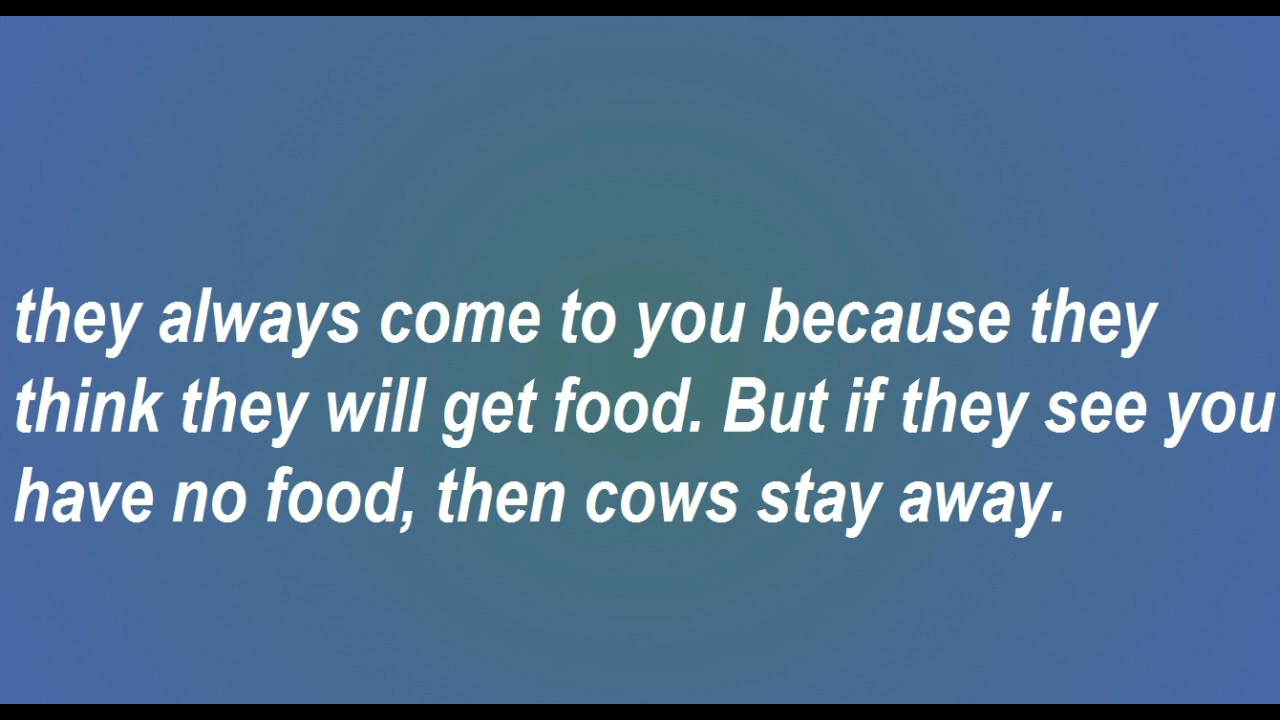 they always come to you because they
think they will get food. But if they see you
have no food, then cows stay away.